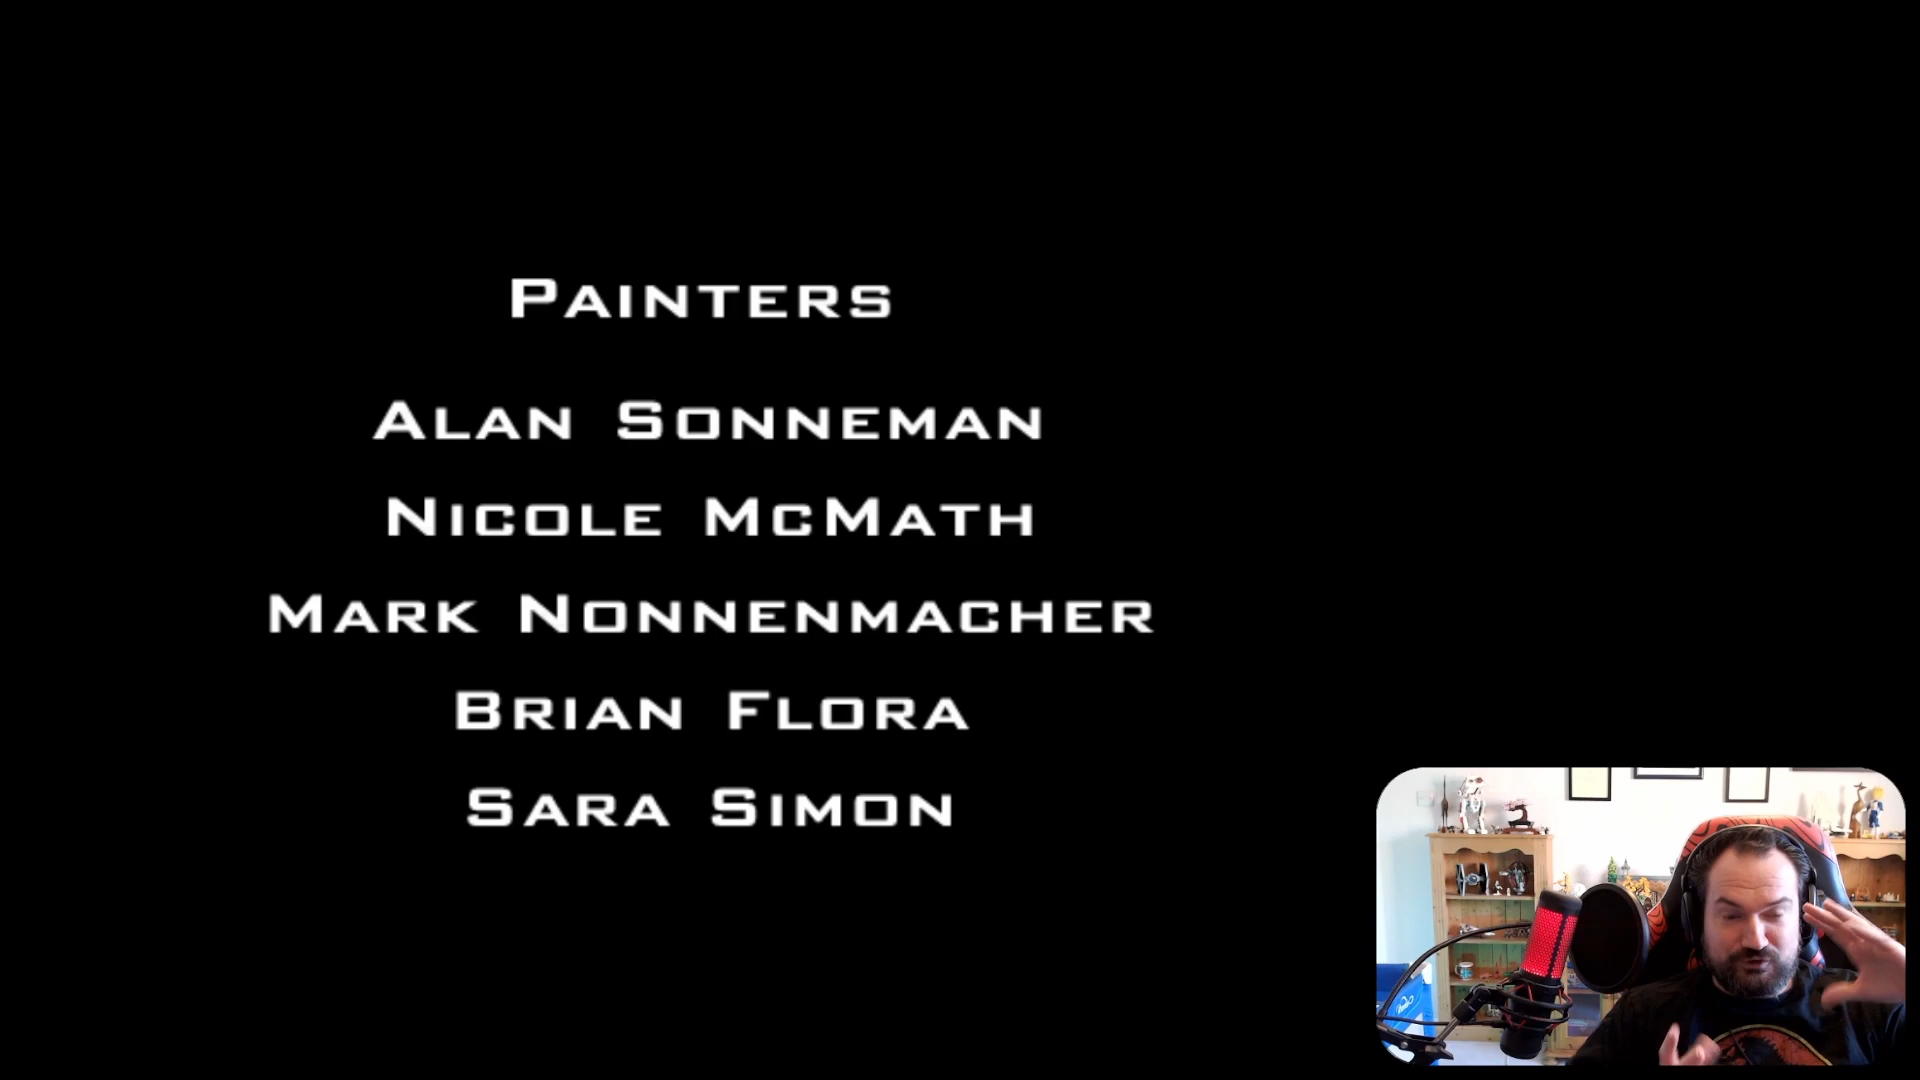 Painters
Alan Sonneman
Nicole McMath
Mark Nonnenmacher
Brian Flora
Sara Simon